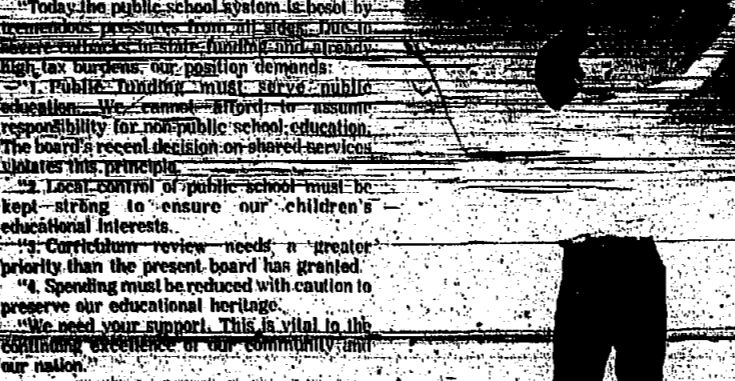 "Today the public school system is beset by
tremendous pressures from all sides. Due to
severe cutbacks in state funding and already
high tax burdens, our position demands:
"1. Public funding must serve public
education. We cannot afford to assume
responsibility for non-public school education.
The board's recent decision on shared services
violates this principle.
"2. Local control of public school must be
kept strong to ensure our children's
educational interests.
"3. Curriculum review needs a greater
priority than the present board has granted.
"4. Spending must be reduced with caution to
preserve our educational heritage.
"We need your support. This is vital to the
continuing excellence of our community and
our nation."